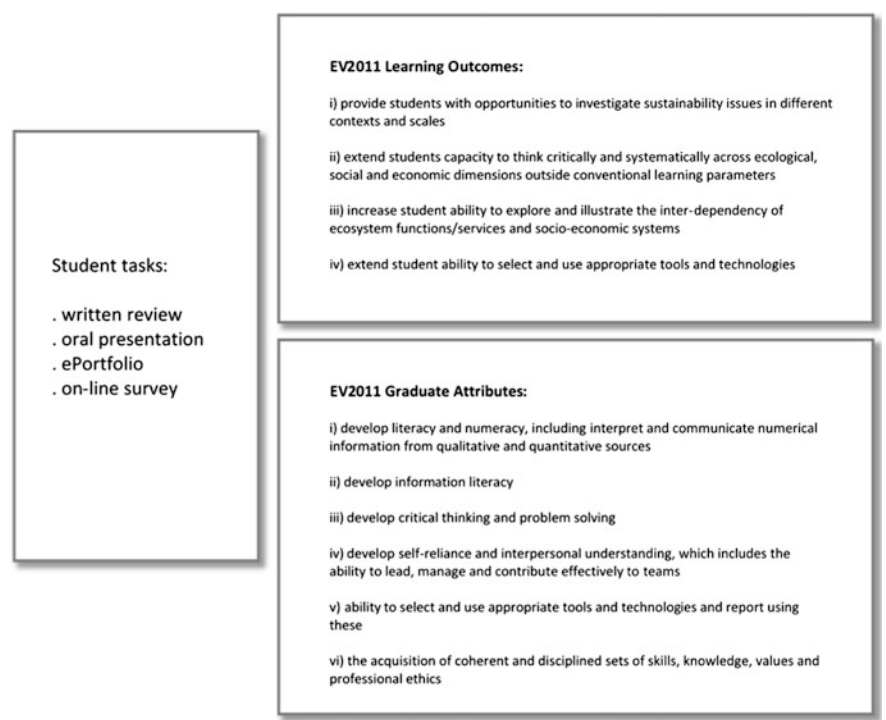 Student tasks:
. written review
. oral presentation
. ePortfolio
. on-line survey
EV2011 Learning Outcomes:
i) provide students with opportunities to investigate sustainability issues in different
contexts and scales
ii) extend students capacity to think critically and systematically across ecological,
social and economic dimensions outside conventional learning parameters
iii) increase student ability to explore and illustrate the inter-dependency of
ecosystem functions/services and socio-economic systems
iv) extend student ability to select and use appropriate tools and technologies
EV2011 Graduate Attributes:
i) develop literacy and numeracy, including interpret and communicate numerical
information from qualitative and quantitative sources
ii) develop information literacy
iii) develop critical thinking and problem solving
iv) develop self-reliance and interpersonal understanding, which includes the
ability to lead, manage and contribute effectively to teams
v) ability to select and use appropriate tools and technologies and report using
these
vi) the acquisition of coherent and disciplined sets of skills, knowledge, values and
professional ethics